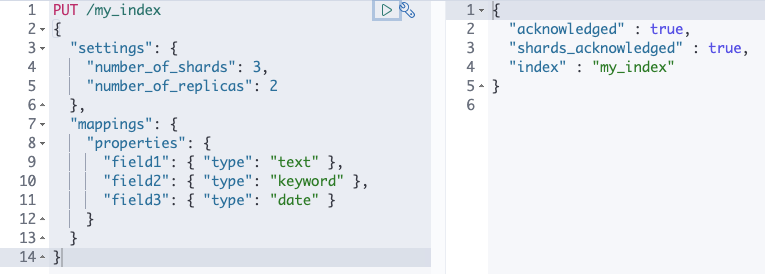 1 PUT /my_index
2 {
3   "settings": {
4     "number_of_shards": 3,
5     "number_of_replicas": 2
6   },
7   "mappings": {
8     "properties": {
9       "field1": { "type": "text" },
10       "field2": { "type": "keyword" },
11       "field3": { "type": "date" }
12     }
13   }
14 }
1 {
2   "acknowledged" : true,
3   "shards_acknowledged" : true,
4   "index" : "my_index"
5 }
6